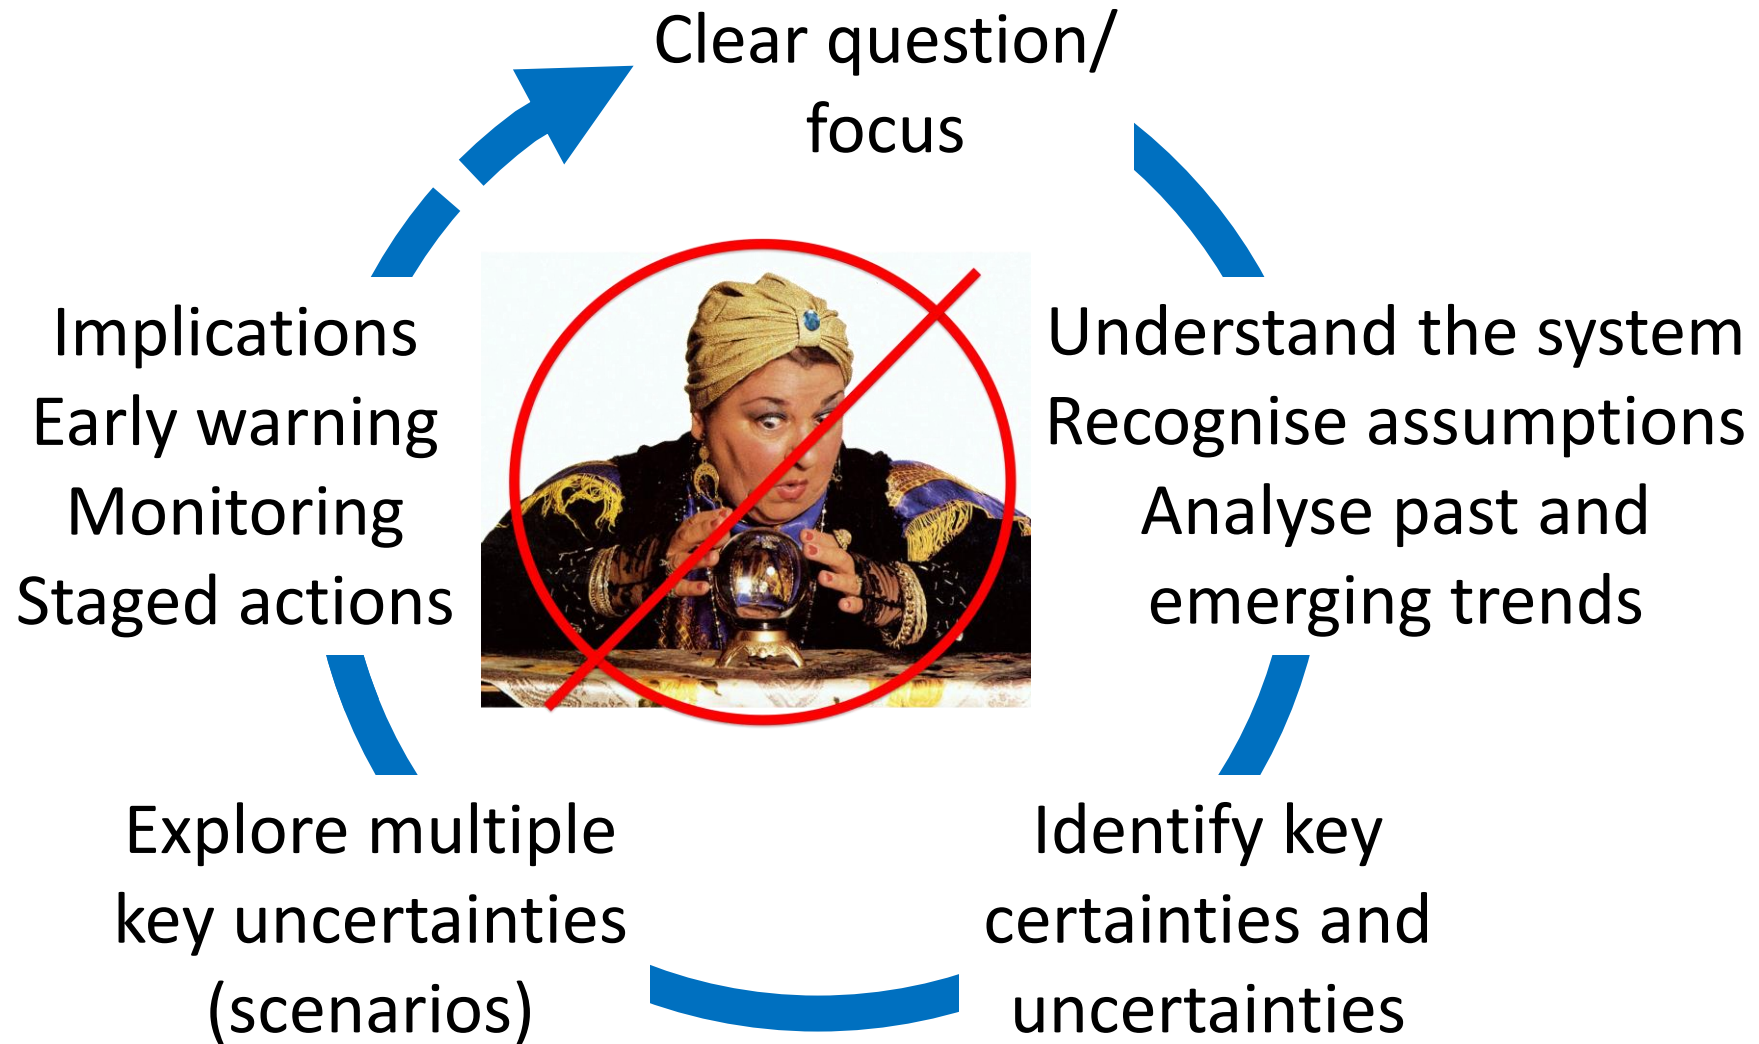 Clear question/
focus
Understand the system
Recognise assumptions
Analyse past and
emerging trends
Identify key
certainties and
uncertainties
Explore multiple
key uncertainties
(scenarios)
Implications
Early warning
Monitoring
Staged actions